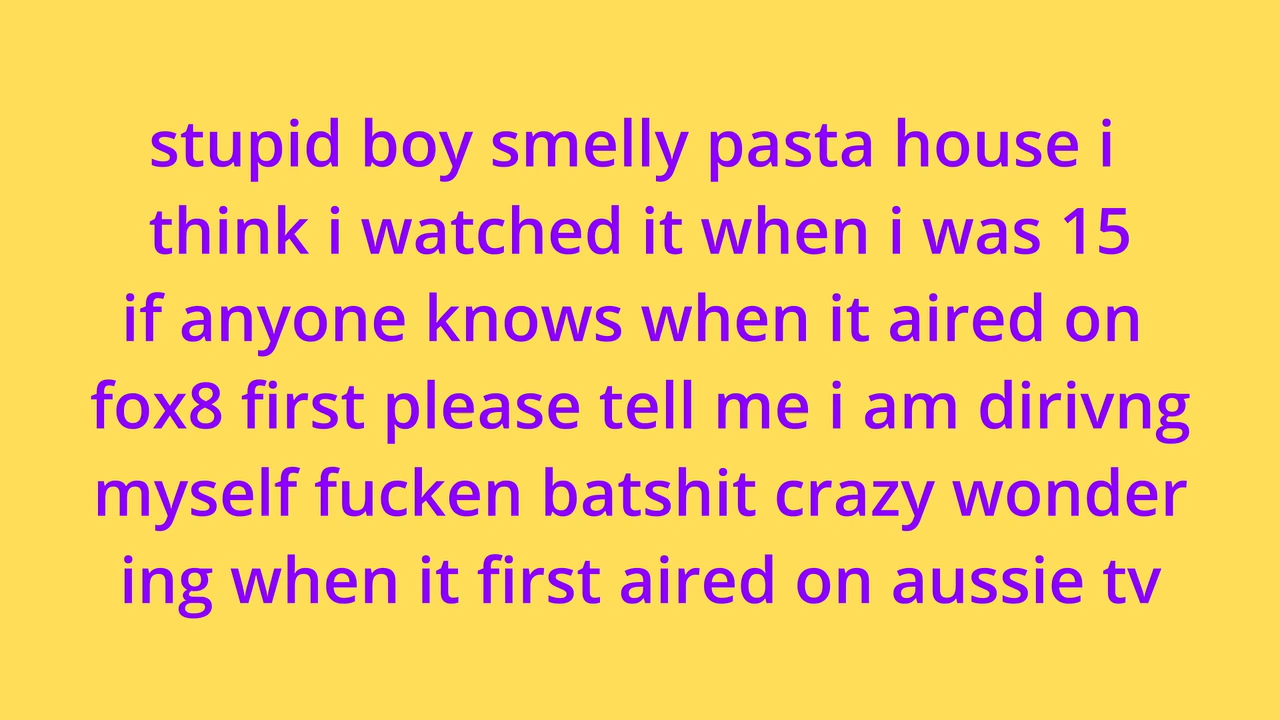 stupid boy smelly pasta house i
think i watched it when i was 15
if anyone knows when it aired on
fox8 first please tell me i am dirivng
myself fucken batshit crazy wonder
ing when it first aired on aussie tv